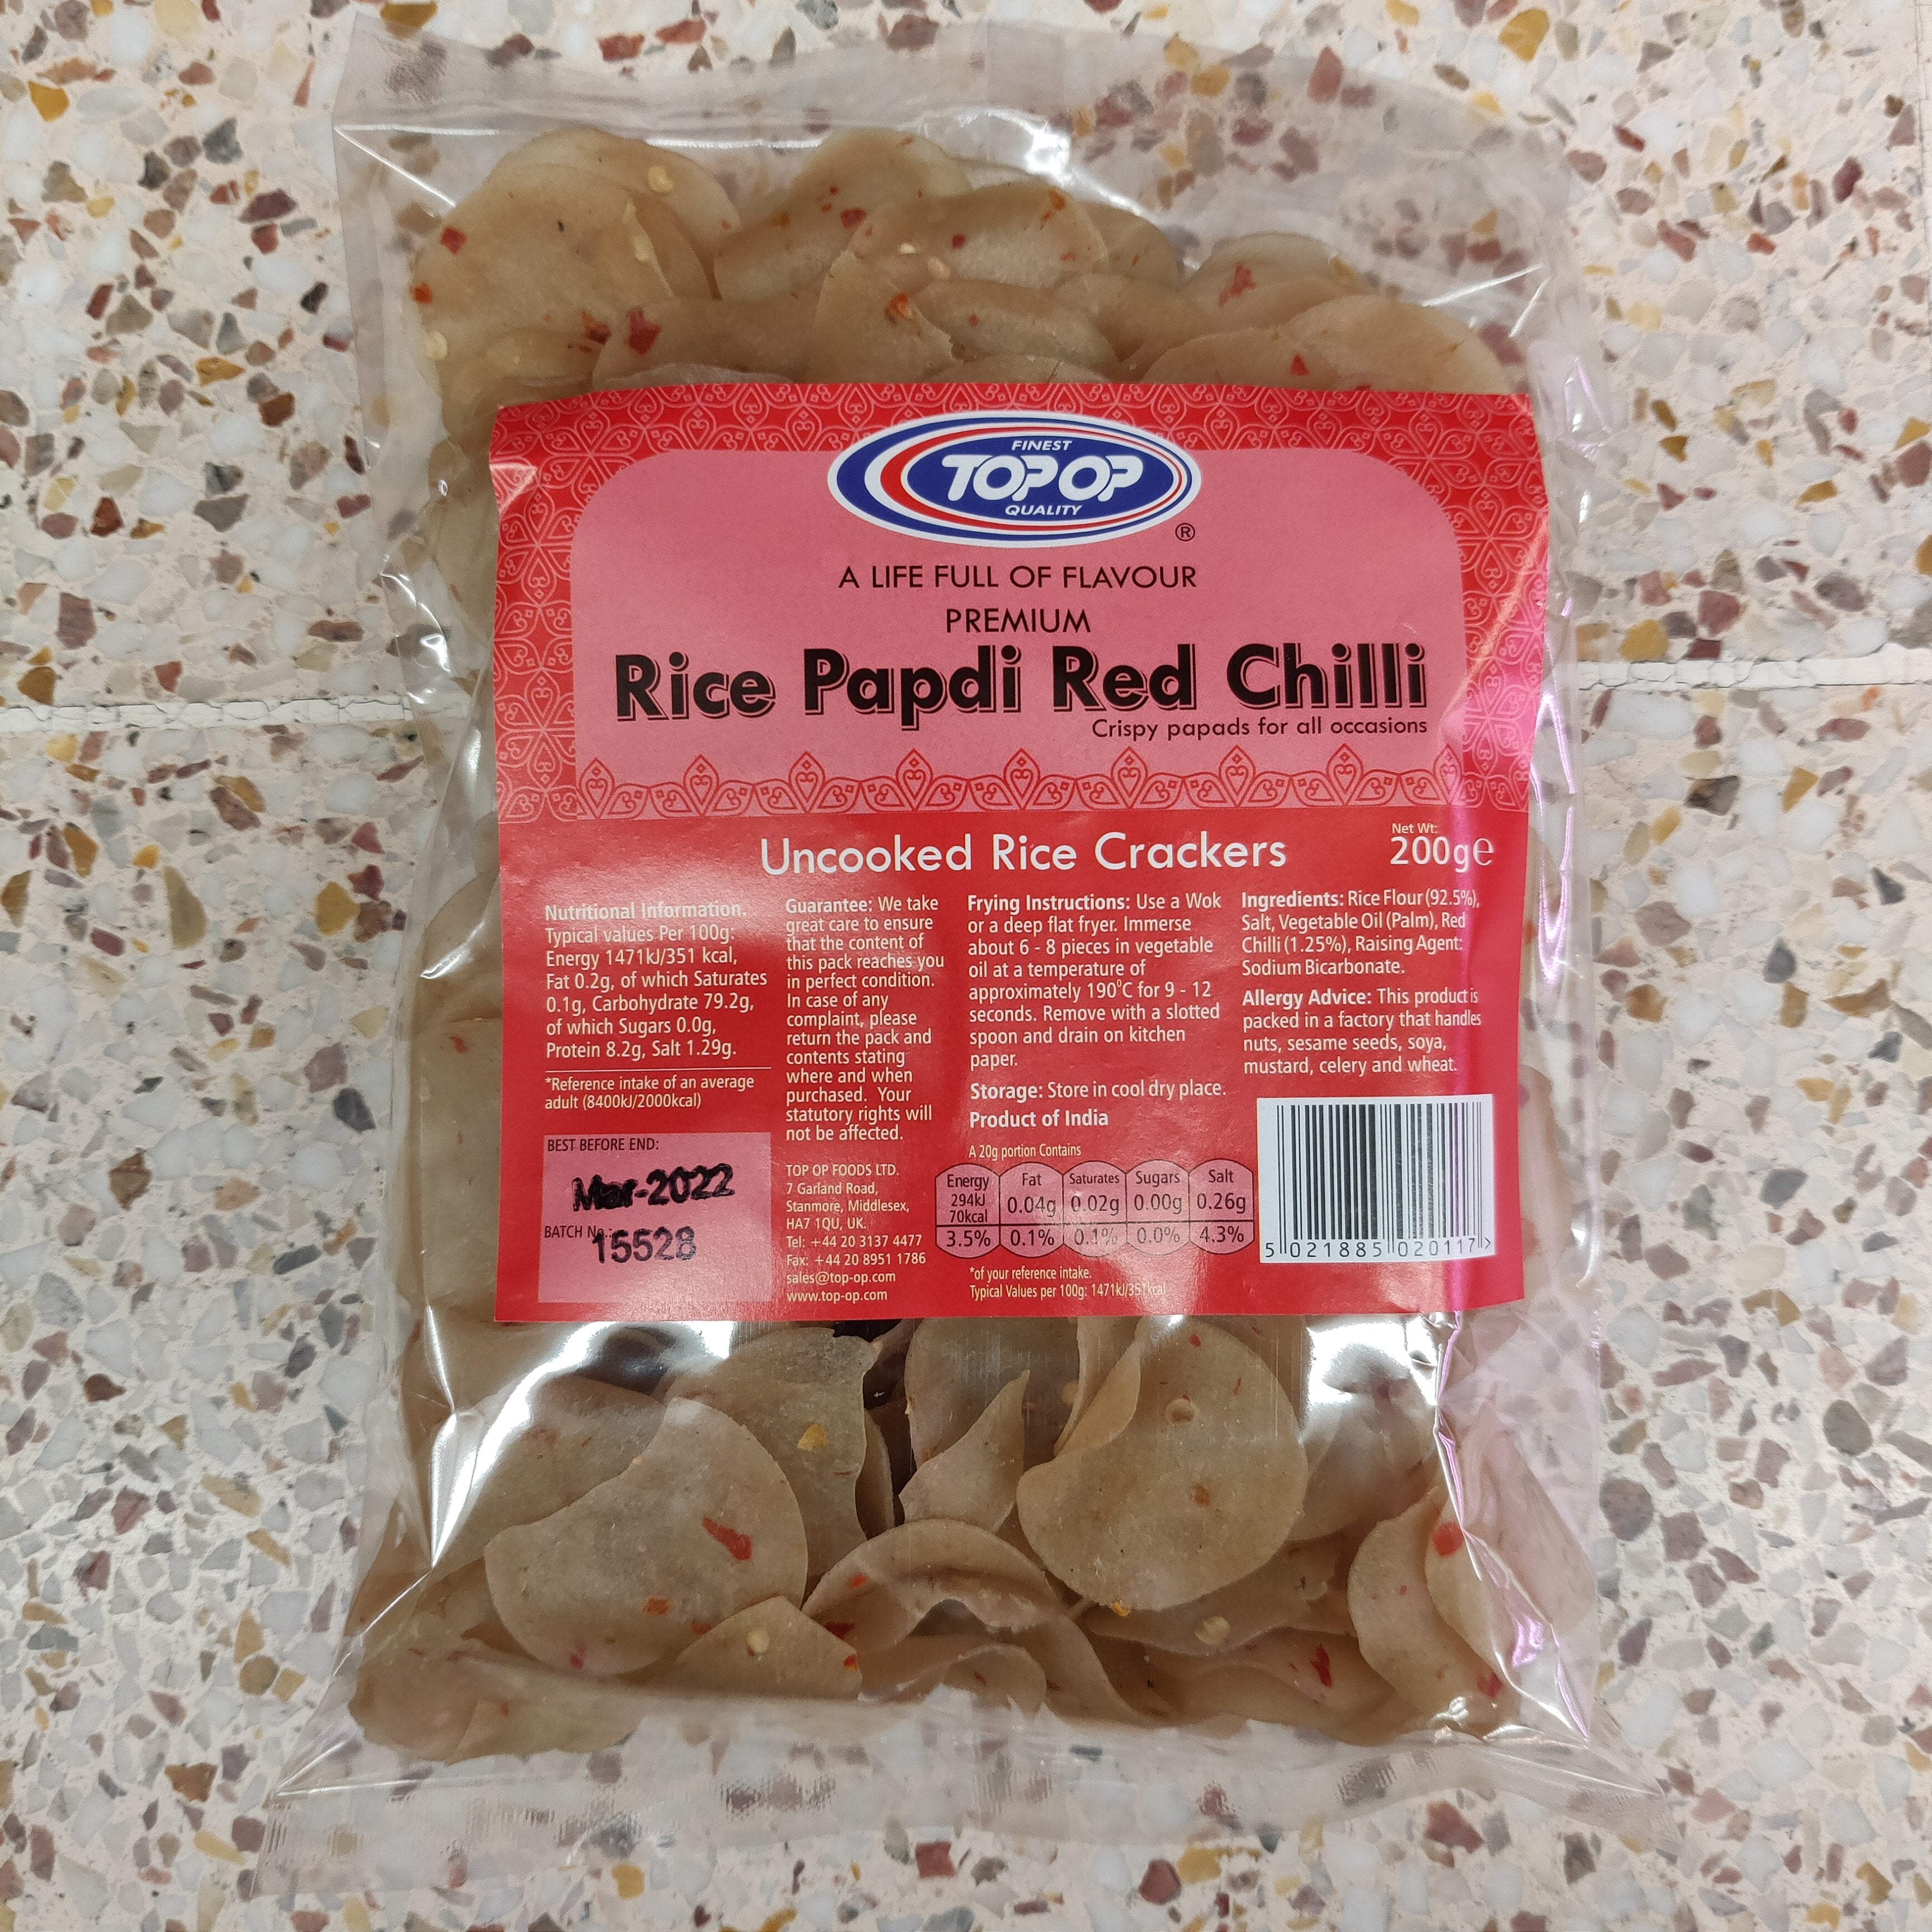 FINEST
TOPOP
QUALITY
®
A LIFE FULL OF FLAVOUR
PREMIUM
Rice Papdi Red Chilli
Crispy papads for all occasions
Uncooked Rice Crackers
Net Wt:
200g℮
Nutritional Information.
Typical values Per 100g:
Energy 1471kJ/351 kcal,
Fat 0.2g, of which Saturates
0.1g, Carbohydrate 79.2g,
of which Sugars 0.0g,
Protein 8.2g, Salt 1.29g.
*Reference intake of an average
adult (8400kJ/2000kcal)
BEST BEFORE END:
Mar-2022
BATCH No.:
15528
Guarantee: We take
great care to ensure
that the content of
this pack reaches you
in perfect condition.
In case of any
complaint, please
return the pack and
contents stating
where and when
purchased. Your
statutory rights will
not be affected.
TOP OP FOODS LTD.
7 Garland Road,
Stanmore, Middlesex,
HA7 1QU, UK.
Tel: +44 20 3137 4477
Fax: +44 20 8951 1786
sales@top-op.com
www.top-op.com
Frying Instructions: Use a Wok
or a deep flat fryer. Immerse
about 6 - 8 pieces in vegetable
oil at a temperature of
approximately 190°C for 9 - 12
seconds. Remove with a slotted
spoon and drain on kitchen
paper.
Storage: Store in cool dry place.
Product of India
A 20g portion Contains
Energy Fat Saturates Sugars Salt
294kJ
70kcal 0.04g 0.02g 0.00g 0.26g
3.5% 0.1% 0.1% 0.0% 4.3%
*of your reference intake.
Typical Values per 100g: 1471kJ/351kcal
Ingredients: Rice Flour (92.5%),
Salt, Vegetable Oil (Palm), Red
Chilli (1.25%), Raising Agent:
Sodium Bicarbonate.
Allergy Advice: This product is
packed in a factory that handles
nuts, sesame seeds, soya,
mustard, celery and wheat.
5 021885 020117 >